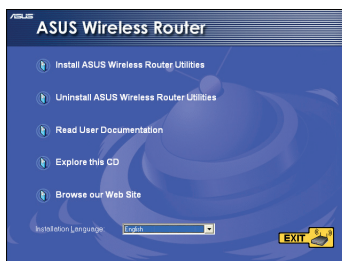 ASUS
ASUS Wireless Router
Install ASUS Wireless Router Utilities
Uninstall ASUS Wireless Router Utilities
Read User Documentation
Explore this CD
Browse our Web Site
Installation Language: English
EXIT